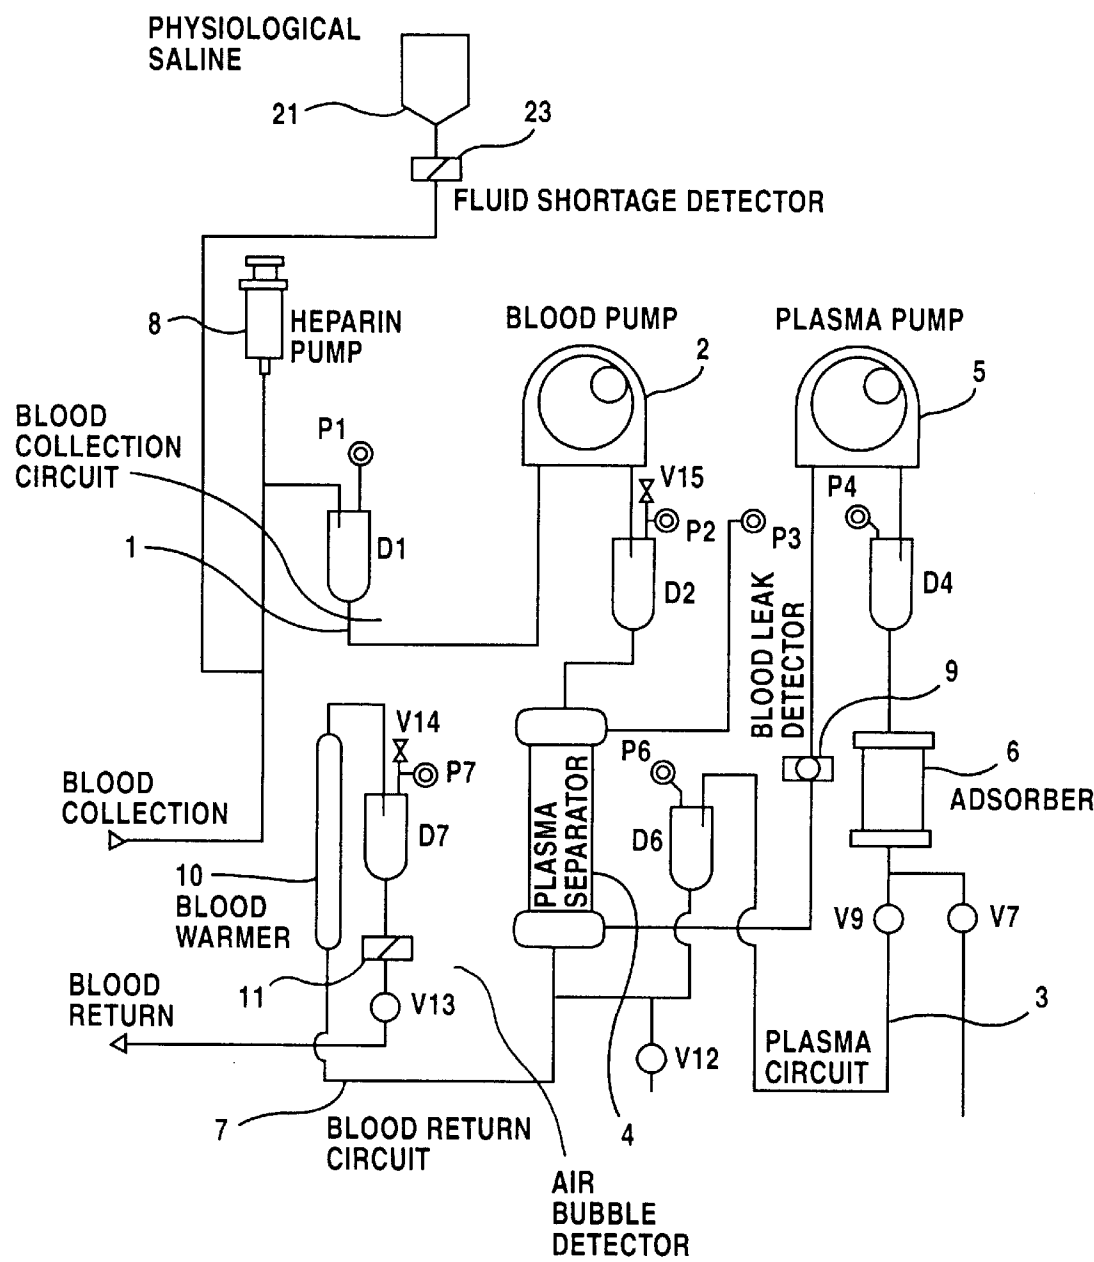 PHYSIOLOGICAL
SALINE
21
23
FLUID SHORTAGE DETECTOR
8
HEPARIN
PUMP
BLOOD PUMP
2
PLASMA PUMP
5
BLOOD
COLLECTION
CIRCUIT
P1
V15
P2
P3
P4
1
D1
D2
D4
BLOOD LEAK
DETECTOR
9
V14
P7
P6
6
ADSORBER
BLOOD
COLLECTION
D7
PLASMA
SEPARATOR
D6
10
BLOOD
WARMER
V9
V7
BLOOD
RETURN
11
V13
3
V12
PLASMA
CIRCUIT
7
BLOOD RETURN
CIRCUIT
4
AIR
BUBBLE
DETECTOR